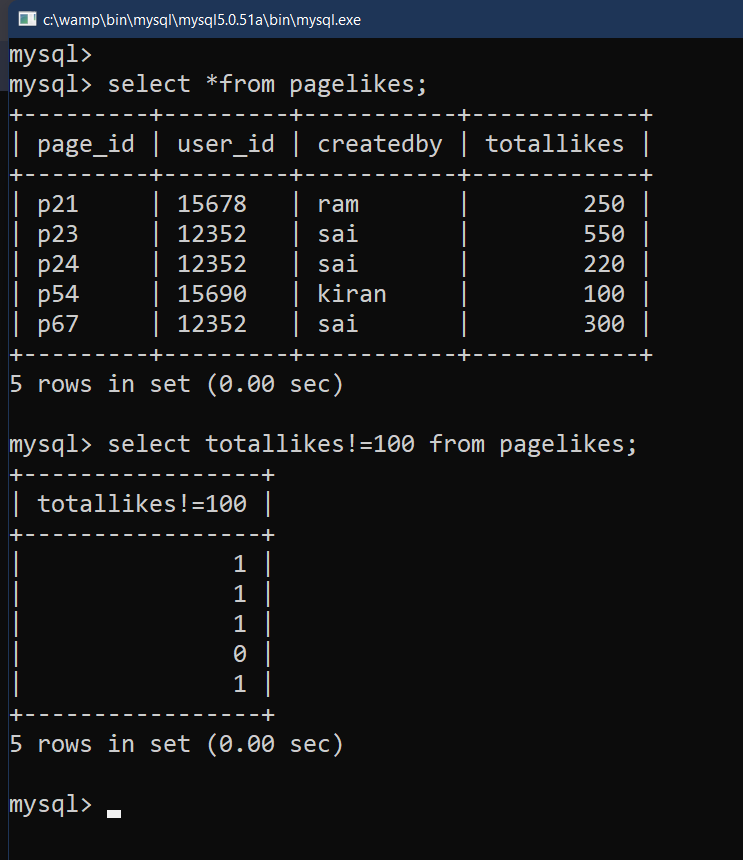 c:\wamp\bin\mysql\mysql5.0.51a\bin\mysql.exe
mysql>
mysql> select *from pagelikes;
+---------+---------+-----------+------------+
| page_id | user_id | createdby | totallikes |
+---------+---------+-----------+------------+
| p21     | 15678   | ram       |        250 |
| p23     | 12352   | sai       |        550 |
| p24     | 12352   | sai       |        220 |
| p54     | 15690   | kiran     |        100 |
| p67     | 12352   | sai       |        300 |
+---------+---------+-----------+------------+
5 rows in set (0.00 sec)

mysql> select totallikes!=100 from pagelikes;
+-----------------+
| totallikes!=100 |
+-----------------+
|               1 |
|               1 |
|               1 |
|               0 |
|               1 |
+-----------------+
5 rows in set (0.00 sec)

mysql>